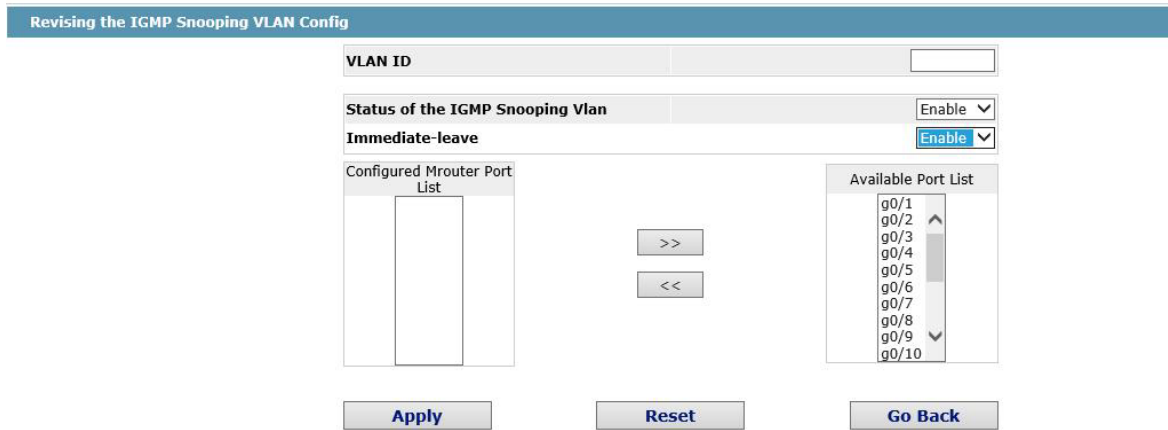 Revising the IGMP Snooping VLAN Config
VLAN ID
Status of the IGMP Snooping Vlan Enable
Immediate-leave Enable
Configured Mrouter Port
List
Available Port List
g0/1
g0/2
g0/3
g0/4
g0/5
g0/6
g0/7
g0/8
g0/9
g0/10
>>
<<
Apply Reset Go Back